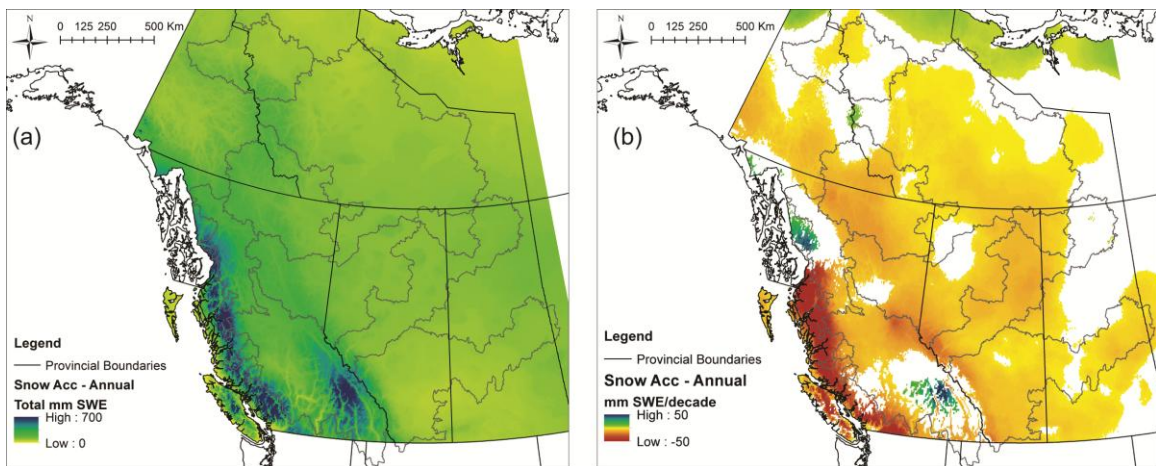 N
0 125 250 500 Km
(a)
Legend
Provincial Boundaries
Snow Acc - Annual
Total mm SWE
High : 700
Low : 0
N
0 125 250 500 Km
(b)
Legend
Provincial Boundaries
Snow Acc - Annual
mm SWE/decade
High : 50
Low : -50